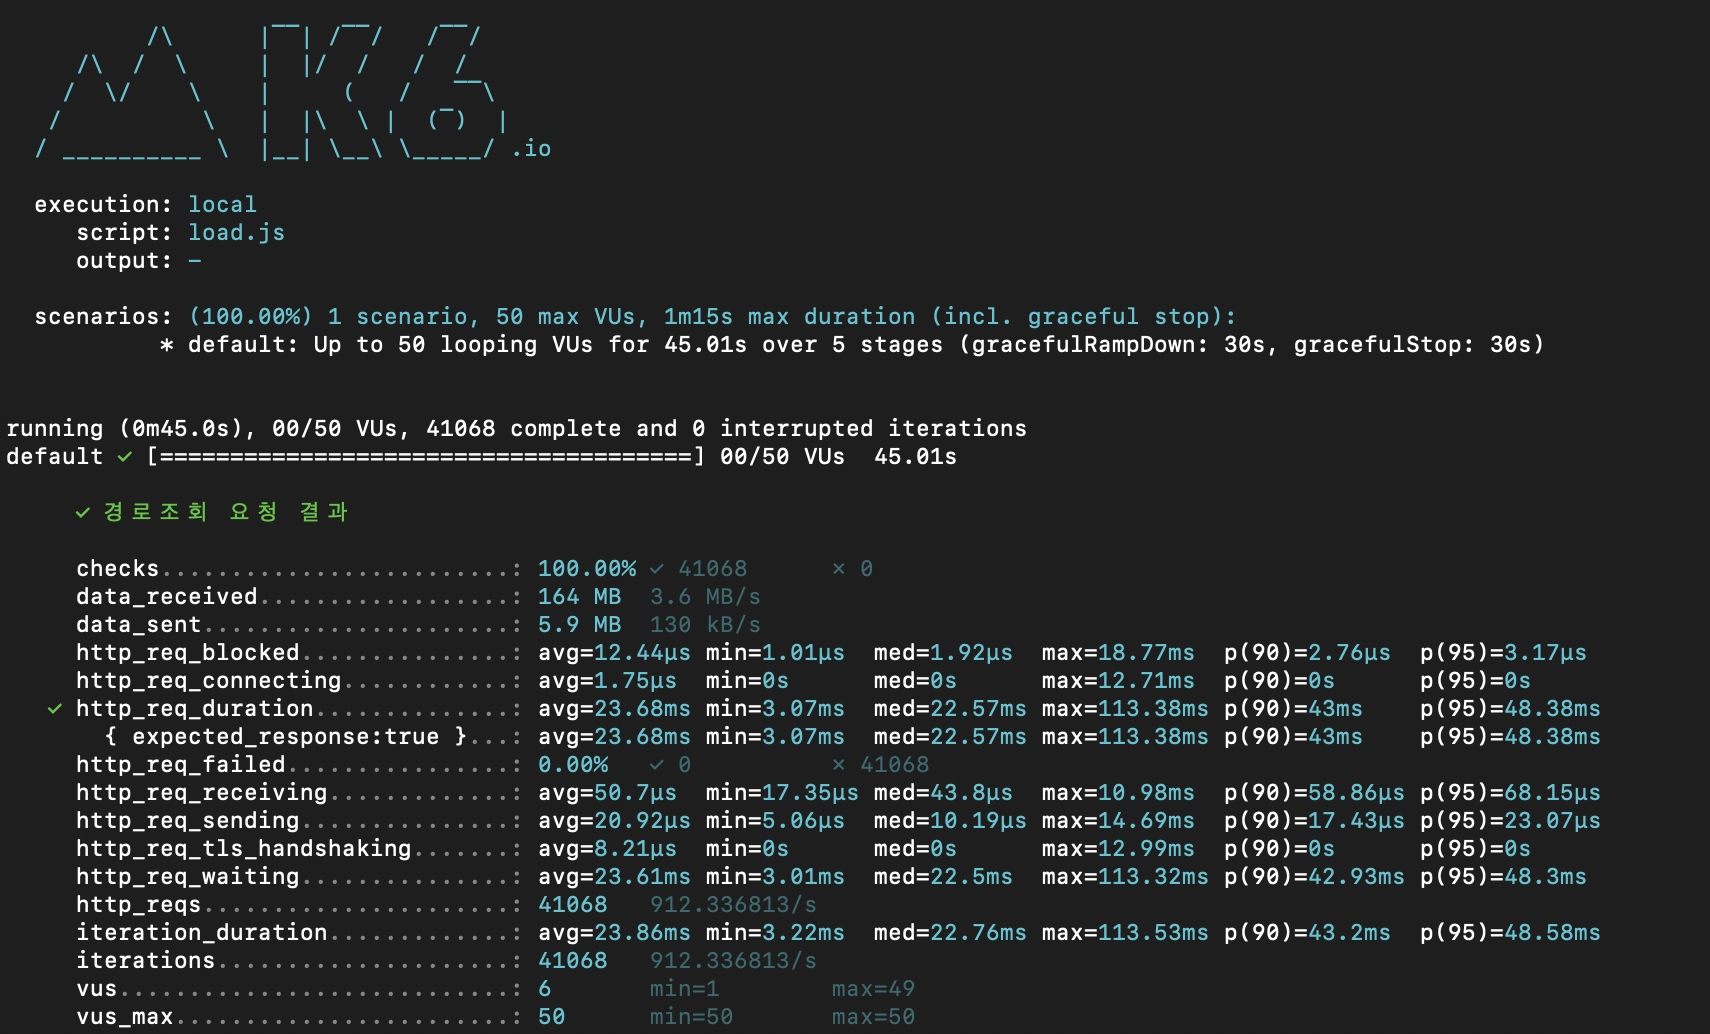 .io
execution: local
script: load.js
output: -
scenarios: (100.00%) 1 scenario, 50 max VUs, 1m15s max duration (incl. graceful stop):
* default: Up to 50 looping VUs for 45.01s over 5 stages (gracefulRampDown: 30s, gracefulStop: 30s)
running (0m45.0s), 00/50 VUs, 41068 complete and 0 interrupted iterations
default ✓ [======================================] 00/50 VUs  45.01s
✓ 경로조회 요청 결과
checks.........................: 100.00% ✓ 41068      ✗ 0
data_received..................: 164 MB  3.6 MB/s
data_sent......................: 5.9 MB  130 kB/s
http_req_blocked...............: avg=12.44µs min=1.01µs  med=1.92µs  max=18.77ms  p(90)=2.76µs  p(95)=3.17µs
http_req_connecting............: avg=1.75µs  min=0s      med=0s      max=12.71ms  p(90)=0s      p(95)=0s
✓ http_req_duration..............: avg=23.68ms min=3.07ms  med=22.57ms max=113.38ms p(90)=43ms    p(95)=48.38ms
{ expected_response:true }...: avg=23.68ms min=3.07ms  med=22.57ms max=113.38ms p(90)=43ms    p(95)=48.38ms
http_req_failed................: 0.00%   ✓ 0          ✗ 41068
http_req_receiving.............: avg=50.7µs  min=17.35µs med=43.8µs  max=10.98ms  p(90)=58.86µs p(95)=68.15µs
http_req_sending...............: avg=20.92µs min=5.06µs  med=10.19µs max=14.69ms  p(90)=17.43µs p(95)=23.07µs
http_req_tls_handshaking.......: avg=8.21µs  min=0s      med=0s      max=12.99ms  p(90)=0s      p(95)=0s
http_req_waiting...............: avg=23.61ms min=3.01ms  med=22.5ms  max=113.32ms p(90)=42.93ms p(95)=48.3ms
http_reqs......................: 41068   912.336813/s
iteration_duration.............: avg=23.86ms min=3.22ms  med=22.76ms max=113.53ms p(90)=43.2ms  p(95)=48.58ms
iterations.....................: 41068   912.336813/s
vus............................: 6       min=1        max=49
vus_max........................: 50      min=50       max=50